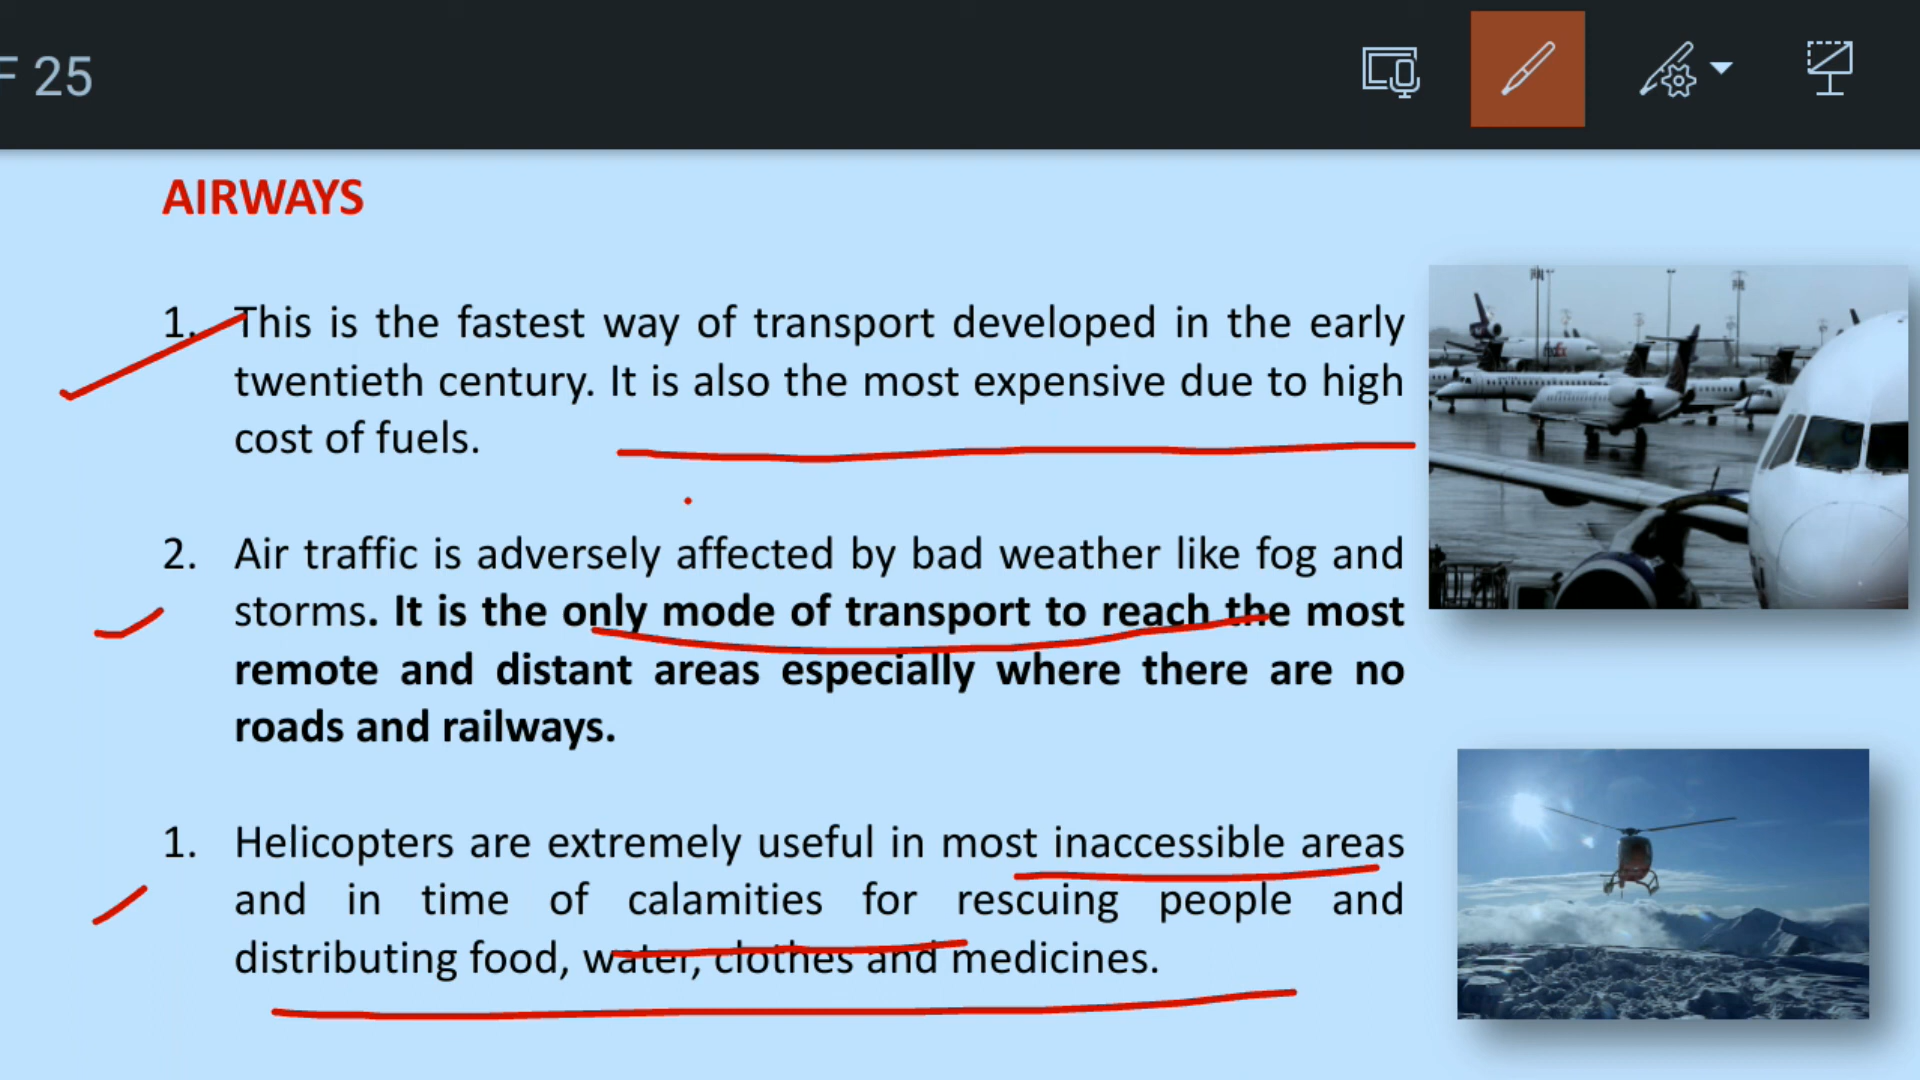 F 25
AIRWAYS
1. This is the fastest way of transport developed in the early
twentieth century. It is also the most expensive due to high
cost of fuels.
2. Air traffic is adversely affected by bad weather like fog and
storms. It is the only mode of transport to reach the most
remote and distant areas especially where there are no
roads and railways.
1. Helicopters are extremely useful in most inaccessible areas
and in time of calamities for rescuing people and
distributing food, water, clothes and medicines.